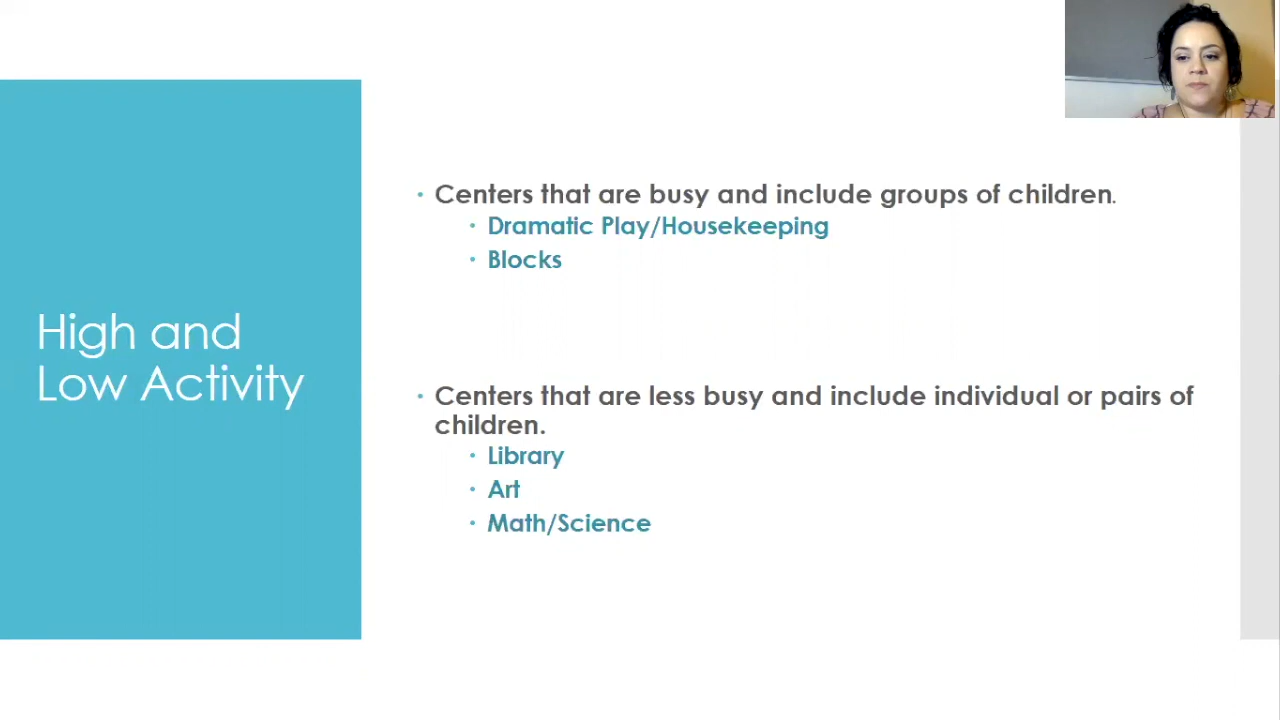 High and
Low Activity
Centers that are busy and include groups of children.
Dramatic Play/Housekeeping
Blocks
Centers that are less busy and include individual or pairs of
children.
Library
Art
Math/Science